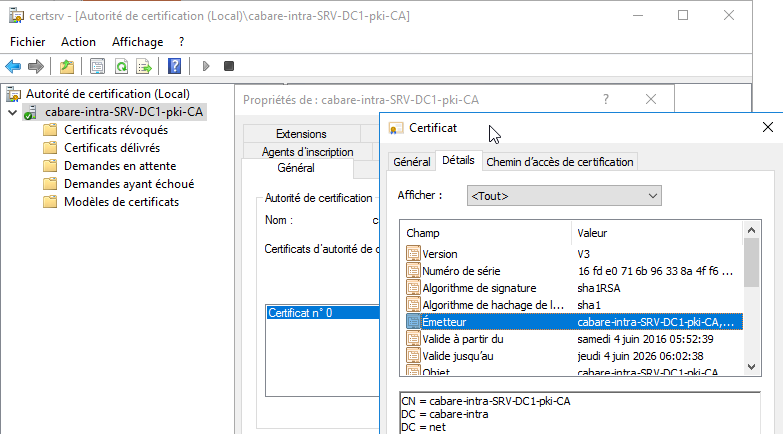 certsrv - [Autorité de certification (Local)\cabare-intra-SRV-DC1-pki-CA]
Fichier Action Affichage ?
Autorité de certification (Local)
cabare-intra-SRV-DC1-pki-CA
Certificats révoqués
Certificats délivrés
Demandes en attente
Demandes ayant échoué
Modèles de certificats
Propriétés de : cabare-intra-SRV-DC1-pki-CA ?
Extensions
Agents d'inscription
Général
Autorité de certification
Nom : c
Certificats d'autorité de c
Certificat n° 0
Certificat
Général Détails Chemin d'accès de certification
Afficher : <Tout>
Champ Valeur
Version V3
Numéro de série 16 fd e0 71 6b 96 33 8a 4f f6 ...
Algorithme de signature sha1RSA
Algorithme de hachage de l... sha1
Émetteur cabare-intra-SRV-DC1-pki-CA,...
Valide à partir du samedi 4 juin 2016 05:52:39
Valide jusqu'au jeudi 4 juin 2026 06:02:38
Objet cabare-intra-SRV-DC1-pki-CA
CN = cabare-intra-SRV-DC1-pki-CA
DC = cabare-intra
DC = net